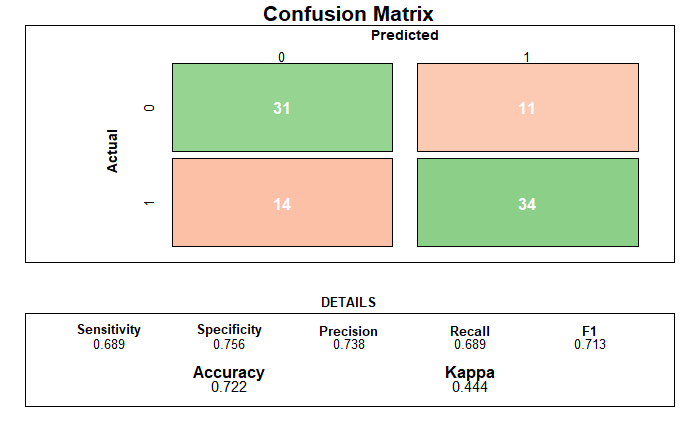 Confusion Matrix
Predicted
0 1
Actual
0 31 11
1 14 34
DETAILS
Sensitivity Specificity Precision Recall F1
0.689 0.756 0.738 0.689 0.713
Accuracy Kappa
0.722 0.444